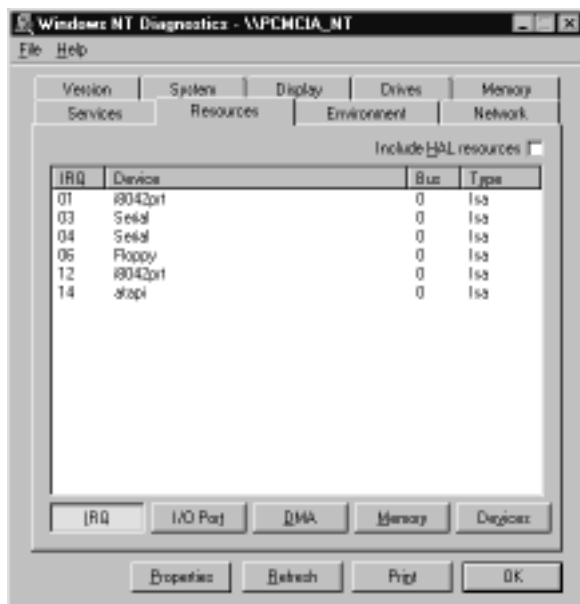 Windows NT Diagnostics - \\PCMCIA_NT
File Help
Version System Display Drives Memory
Services Resources Environment Network
Include HAL resources
IRQ Device Bus Type
01 i8042prt 0 Isa
03 Serial 0 Isa
04 Serial 0 Isa
06 Floppy 0 Isa
12 i8042prt 0 Isa
14 atapi 0 Isa
IRQ I/O Port DMA Memory Devices
Properties Refresh Print OK